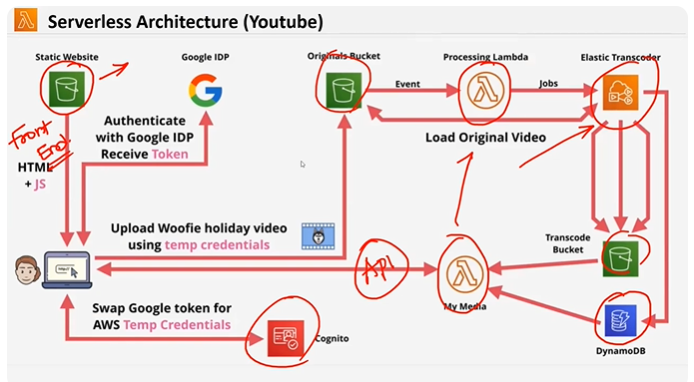 Serverless Architecture (Youtube)
Static Website
Google IDP
Originals Bucket
Processing Lambda
Elastic Transcoder
Event
Jobs
Front
End
HTML
+ JS
Authenticate
with Google IDP
Receive Token
Load Original Video
Upload Woofie holiday video
using temp credentials
Transcode
Bucket
API
My Media
Swap Google token for
AWS Temp Credentials
Cognito
DynamoDB